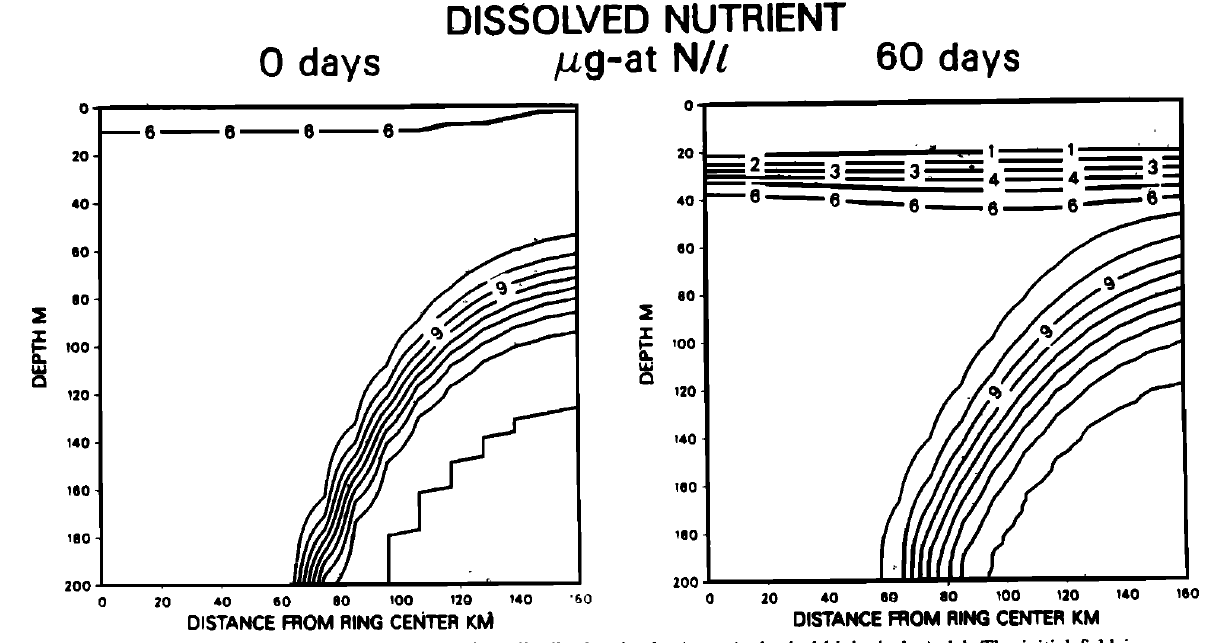 DISSOLVED NUTRIENT
0 days
µg-at N/l
60 days
0
20
40
60
80
100
120
140
160
180
200
DEPTH M
6 6 6 6
9
9
0 20 40 60 80 100 120 140 160
DISTANCE FROM RING CENTER KM
0
20
40
60
80
100
120
140
160
180
200
DEPTH M
1 1
2 3 3 4 4 3
6 6 6 6 6 6
9
9
9
0 20 40 60 80 100 120 140 160
DISTANCE FROM RING CENTER KM